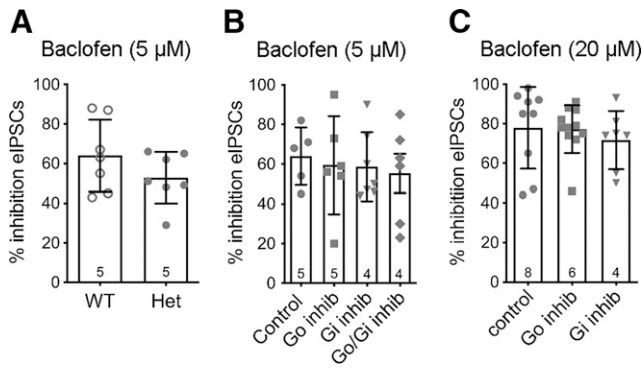 A
Baclofen (5 µM)
% inhibition eIPSCs
100
80
60
40
20
0
5
5
WT
Het
B
Baclofen (5 µM)
% inhibition eIPSCs
100
80
60
40
20
0
5
5
4
4
Control
Go inhib
Gi inhib
Go/Gi inhib
C
Baclofen (20 µM)
% inhibitiion eIPSCs
100
80
60
40
20
0
8
6
4
control
Go inhib
Gi inhib